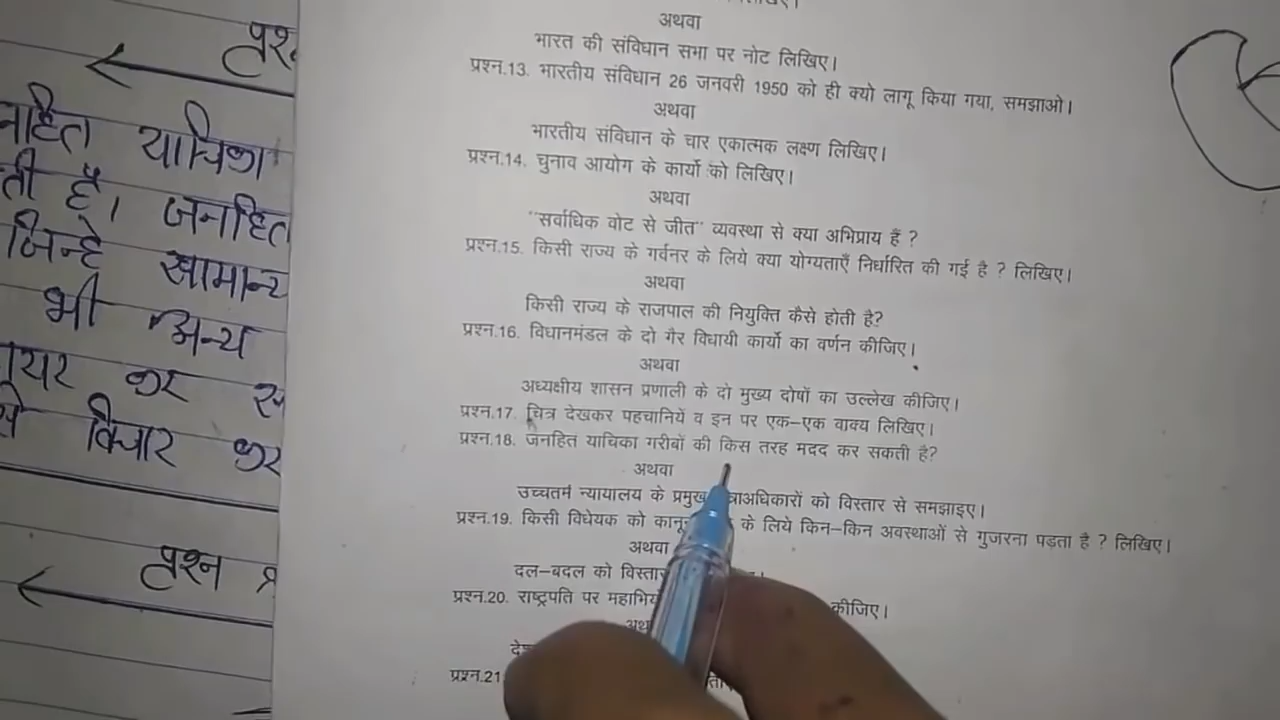 प्रश्न
नहित याचिका
ती है। जनहित
जिन्हे सामान्य
भी अन्य
यर कर
से विचार कर
प्रश्न
अथवा
भारत की संविधान सभा पर नोट लिखिए।
प्रश्न.13. भारतीय संविधान 26 जनवरी 1950 को ही क्यो लागू किया गया, समझाओ।
अथवा
भारतीय संविधान के चार एकात्मक लक्ष्ण लिखिए।
प्रश्न.14. चुनाव आयोग के कार्यो को लिखिए।
अथवा
"सर्वाधिक वोट से जीत" व्यवस्था से क्या अभिप्राय हैं ?
प्रश्न.15. किसी राज्य के गर्वनर के लिये क्या योग्यताएँ निर्धारित की गई है ? लिखिए।
अथवा
किसी राज्य के राजपाल की नियुक्ति कैसे होती है?
प्रश्न.16. विधानमंडल के दो गैर विधायी कार्यो का वर्णन कीजिए।
अथवा
अध्यक्षीय शासन प्रणाली के दो मुख्य दोषों का उल्लेख कीजिए।
प्रश्न.17. चित्र देखकर पहचानियें व इन पर एक–एक वाक्य लिखिए।
प्रश्न.18. जनहित याचिका गरीबों की किस तरह मदद कर सकती है?
अथवा
उच्चतम न्यायालय के प्रमुख त्राअधिकारों को विस्तार से समझाइए।
प्रश्न.19. किसी विधेयक को के लिये किन–किन अवस्थाओं से गुजरना पड़ता है ? लिखिए।
अथवा
दल–बदल को विस्तार
प्रश्न.20. राष्ट्रपति पर कीजिए।
प्रश्न.21